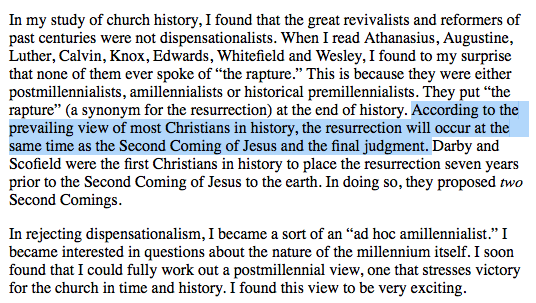 In my study of church history, I found that the great revivalists and reformers of
past centuries were not dispensationalists. When I read Athanasius, Augustine,
Luther, Calvin, Knox, Edwards, Whitefield and Wesley, I found to my surprise
that none of them ever spoke of “the rapture.” This is because they were either
postmillennialists, amillennialists or historical premillennialists. They put “the
rapture” (a synonym for the resurrection) at the end of history. According to the
prevailing view of most Christians in history, the resurrection will occur at the
same time as the Second Coming of Jesus and the final judgment. Darby and
Scofield were the first Christians in history to place the resurrection seven years
prior to the Second Coming of Jesus to the earth. In doing so, they proposed two
Second Comings.
In rejecting dispensationalism, I became a sort of an “ad hoc amillennialist.” I
became interested in questions about the nature of the millennium itself. I soon
found that I could fully work out a postmillennial view, one that stresses victory
for the church in time and history. I found this view to be very exciting.